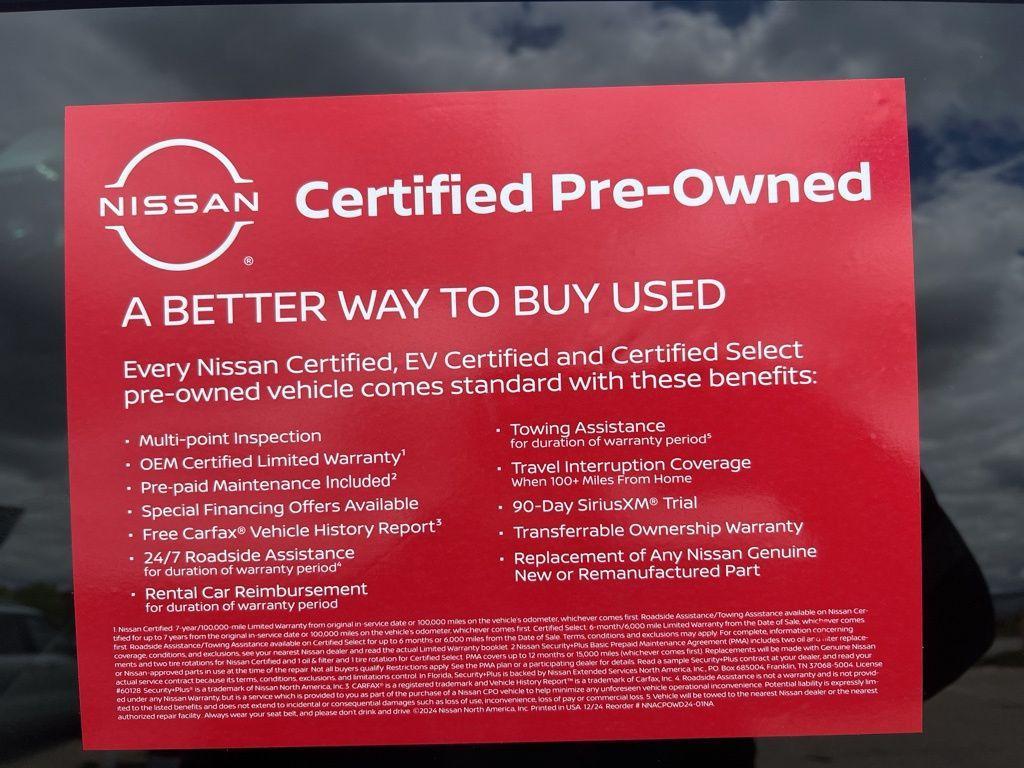 NISSAN
®
Certified Pre-Owned
A BETTER WAY TO BUY USED
Every Nissan Certified, EV Certified and Certified Select
pre-owned vehicle comes standard with these benefits:
· Multi-point Inspection
· OEM Certified Limited Warranty¹
· Pre-paid Maintenance Included²
· Special Financing Offers Available
· Free Carfax® Vehicle History Report³
· 24/7 Roadside Assistance
for duration of warranty period⁴
· Rental Car Reimbursement
for duration of warranty period
· Towing Assistance
for duration of warranty period⁵
· Travel Interruption Coverage
When 100+ Miles From Home
· 90-Day SiriusXM® Trial
· Transferrable Ownership Warranty
· Replacement of Any Nissan Genuine
New or Remanufactured Part
1. Nissan Certified 7-year/100,000-mile Limited Warranty from original in-service date or 100,000 miles on the vehicle's odometer, whichever comes first. Roadside Assistance/Towing Assistance available on Nissan Cer-
tified for up to 7 years from the original in-service date or 100,000 miles on the vehicle's odometer, whichever comes first. Certified Select 6-month/6,000 mile Limited Warranty from the Date of Sale, whichever comes
first. Roadside Assistance/Towing Assistance available on Certified Select for up to 6 months or 6,000 miles from the Date of Sale. Terms, conditions and exclusions may apply. For complete, information concerning
coverage, conditions, and exclusions, see your nearest Nissan dealer and read the actual Limited Warranty booklet. 2 Nissan Security+Plus Basic Prepaid Maintenance Agreement (PMA) includes two oil and filter replace-
ments and two tire rotations for Nissan Certified and 1 oil & filter and 1 tire rotation for Certified Select. PMA covers up to 12 months or 15,000 miles (whichever comes first). Replacements will be made with Genuine Nissan
or Nissan-approved parts in use at the time of the repair. Not all buyers qualify. Restrictions apply. See the PMA plan or a participating dealer for details. Read a sample Security+Plus contract at your dealer, and read your
actual service contract because its terms, conditions, exclusions, and limitations control. In Florida, Security+Plus is backed by Nissan Extended Services North America, Inc., P.O. Box 685004, Franklin, TN 37068-5004. License
#60128. Security+Plus® is a trademark of Nissan North America, Inc. 3. CARFAX® is a registered trademark and Vehicle History Report™ is a trademark of Carfax, Inc. 4. Roadside Assistance is not a warranty and is not provid-
ed under any Nissan Warranty, but is a service which is provided to you as part of the purchase of a Nissan CPO vehicle to help minimize any unforeseen vehicle operational inconvenience. Potential liability is expressly lim-
ited to the listed benefits and does not extend to incidental or consequential damages such as loss of use, inconvenience, loss of pay or commercial loss. 5. Vehicle will be towed to the nearest Nissan dealer or the nearest
authorized repair facility. Always wear your seat belt, and please don't drink and drive. ©2024 Nissan North America, Inc. Printed in USA. 12/24 Reorder # NNACPOWD24-01NA